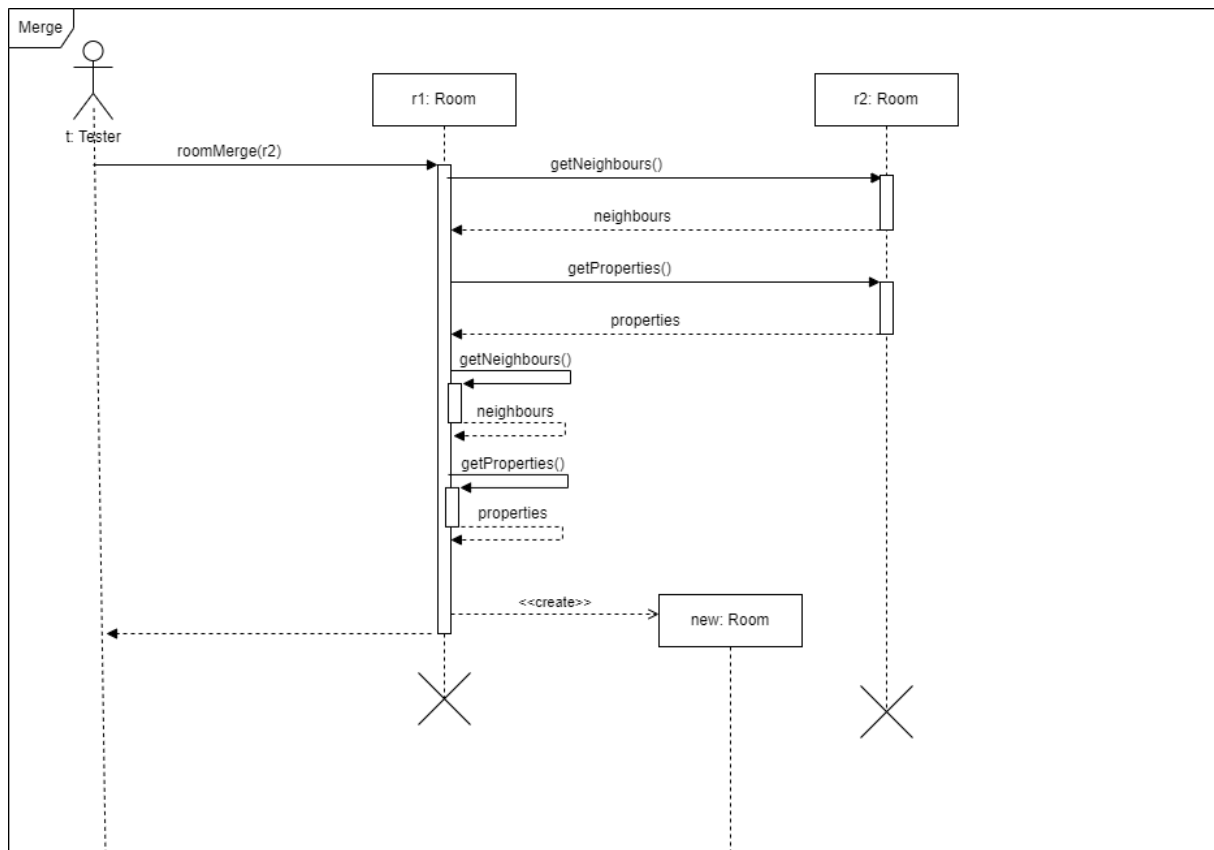 Merge
t: Tester
r1: Room
r2: Room
roomMerge(r2)
getNeighbours()
neighbours
getProperties()
properties
getNeighbours()
neighbours
getProperties()
properties
<<create>>
new: Room